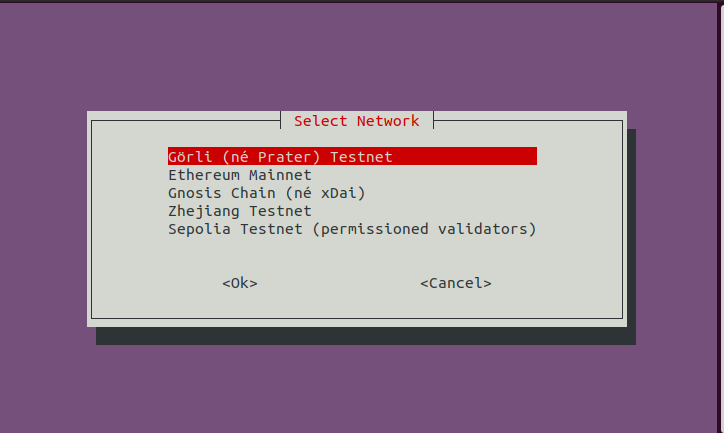 Select Network
Görli (né Prater) Testnet
Ethereum Mainnet
Gnosis Chain (né xDai)
Zhejiang Testnet
Sepolia Testnet (permissioned validators)
<Ok> <Cancel>